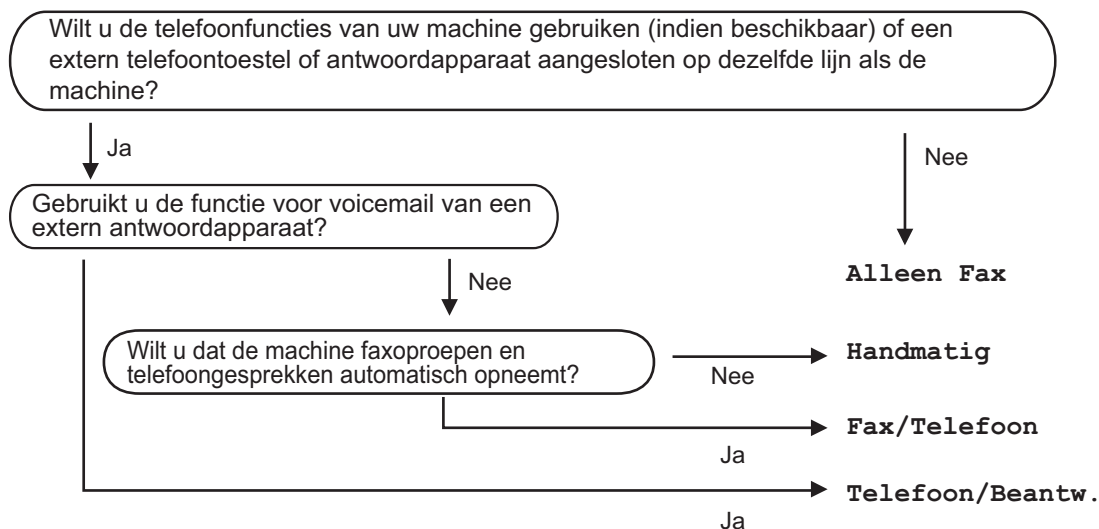 Wilt u de telefoonfuncties van uw machine gebruiken (indien beschikbaar) of een
extern telefoontoestel of antwoordapparaat aangesloten op dezelfde lijn als de
machine?
Ja
Nee
Gebruikt u de functie voor voicemail van een
extern antwoordapparaat?
Alleen Fax
Nee
Wilt u dat de machine faxoproepen en
telefoongesprekken automatisch opneemt?
Handmatig
Nee
Fax/Telefoon
Ja
Telefoon/Beantw.
Ja